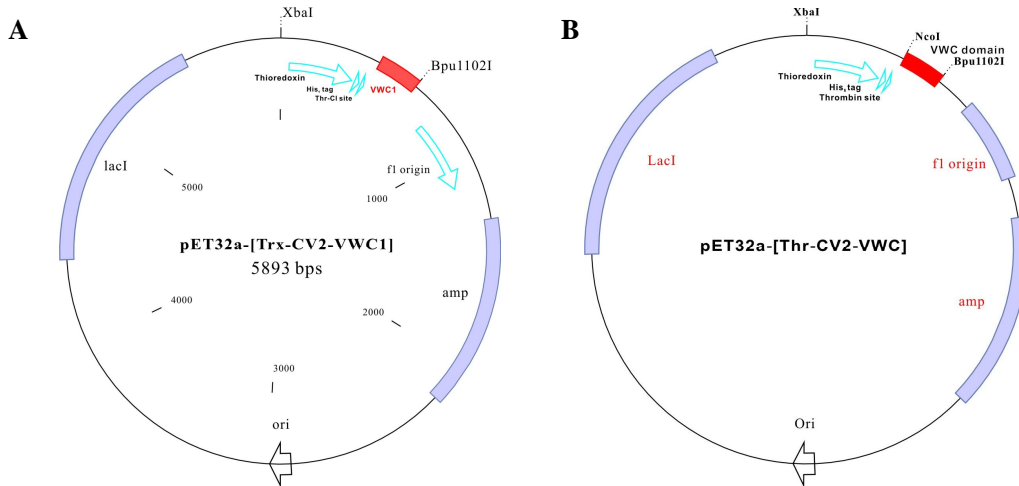 A
XbaI
Bpu1102I
Thioredoxin
His, tag
Thr-Cl site
VWC1
lacI
5000
f1 origin
1000
pET32a-[Trx-CV2-VWC1]
5893 bps
amp
4000
2000
3000
ori
B
XbaI
NcoI
VWC domain
Bpu1102I
Thioredoxin
His, tag
Thrombin site
LacI
f1 origin
pET32a-[Thr-CV2-VWC]
amp
Ori